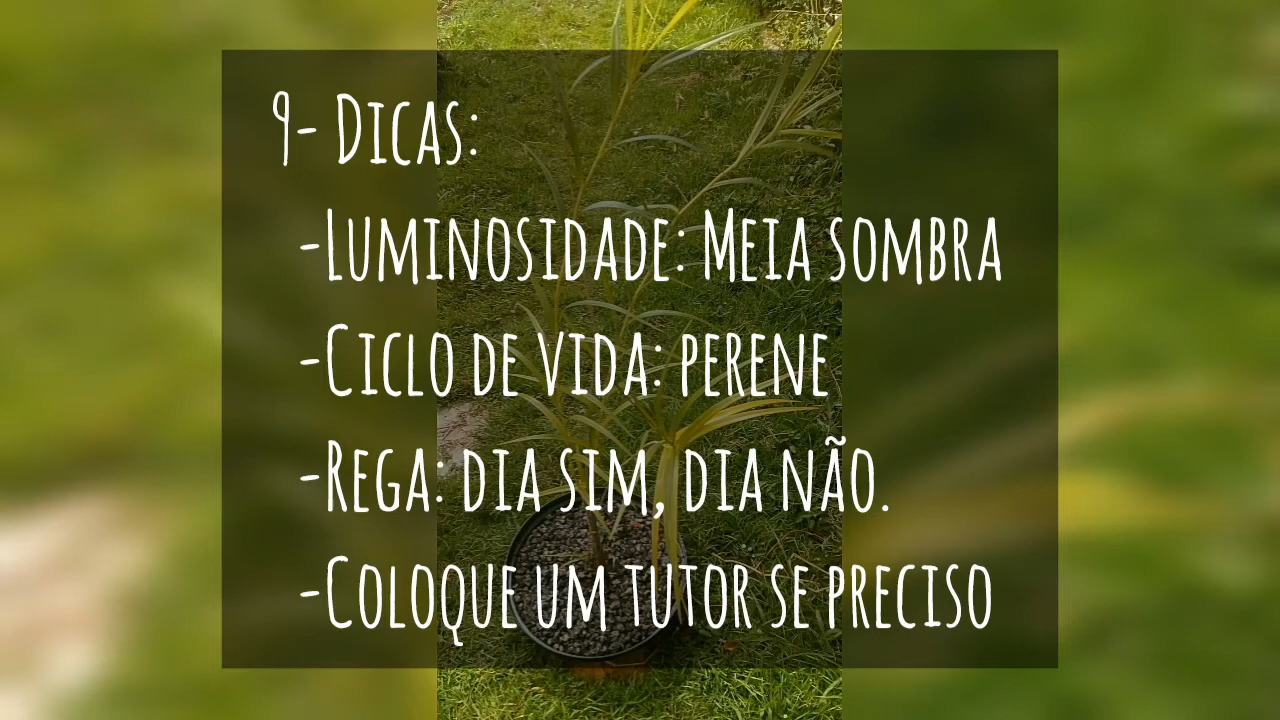 9- Dicas:
-Luminosidade: Meia sombra
-Ciclo de vida: perene
-Rega: dia sim, dia não.
-Coloque um tutor se preciso